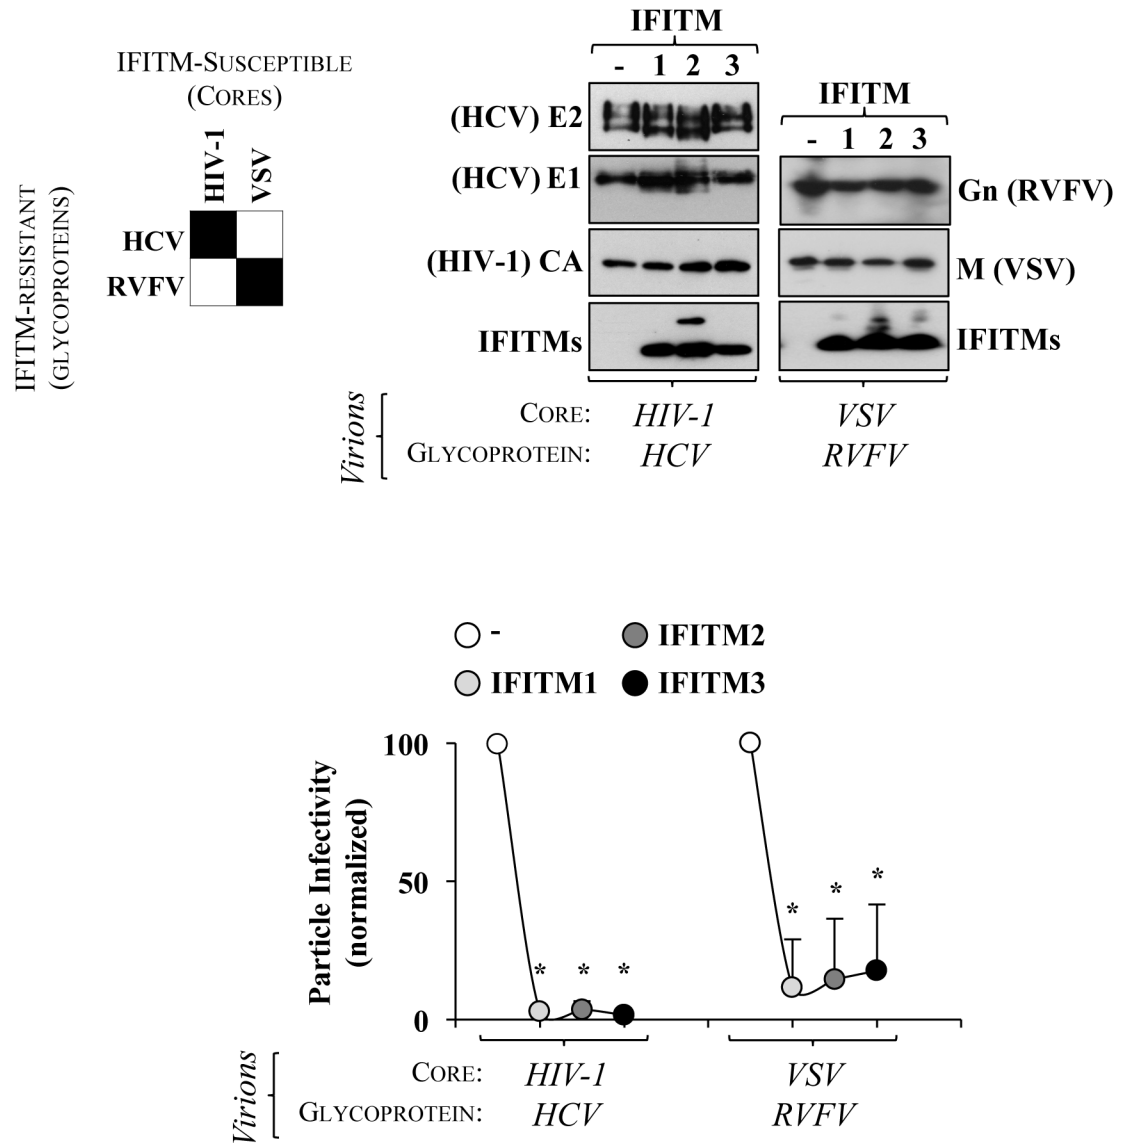 IFITM-SUSCEPTIBLE
(CORES)
HIV-1
VSV
IFITM-RESISTANT
(GLYCOPROTEINS)
HCV
RVFV
IFITM
- 1 2 3
(HCV) E2
(HCV) E1
(HIV-1) CA
IFITMs
IFITM
- 1 2 3
Gn (RVFV)
M (VSV)
IFITMs
Virions
CORE: HIV-1 VSV
GLYCOPROTEIN: HCV RVFV
- IFITM2
IFITM1 IFITM3
Particle Infectivity
(normalized)
100
50
0
* * *
* * *
Virions
CORE: HIV-1 VSV
GLYCOPROTEIN: HCV RVFV